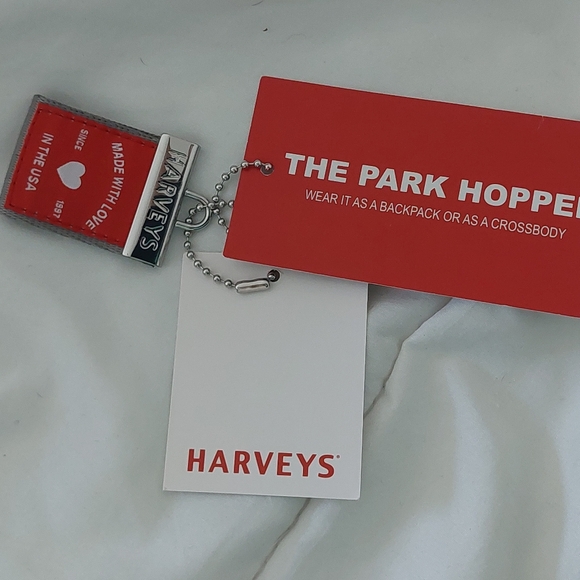 MADE WITH LOVE
SINCE 1997
IN THE USA
HARVEYS
THE PARK HOPPE
WEAR IT AS A BACKPACK OR AS A CROSSBODY
HARVEYS